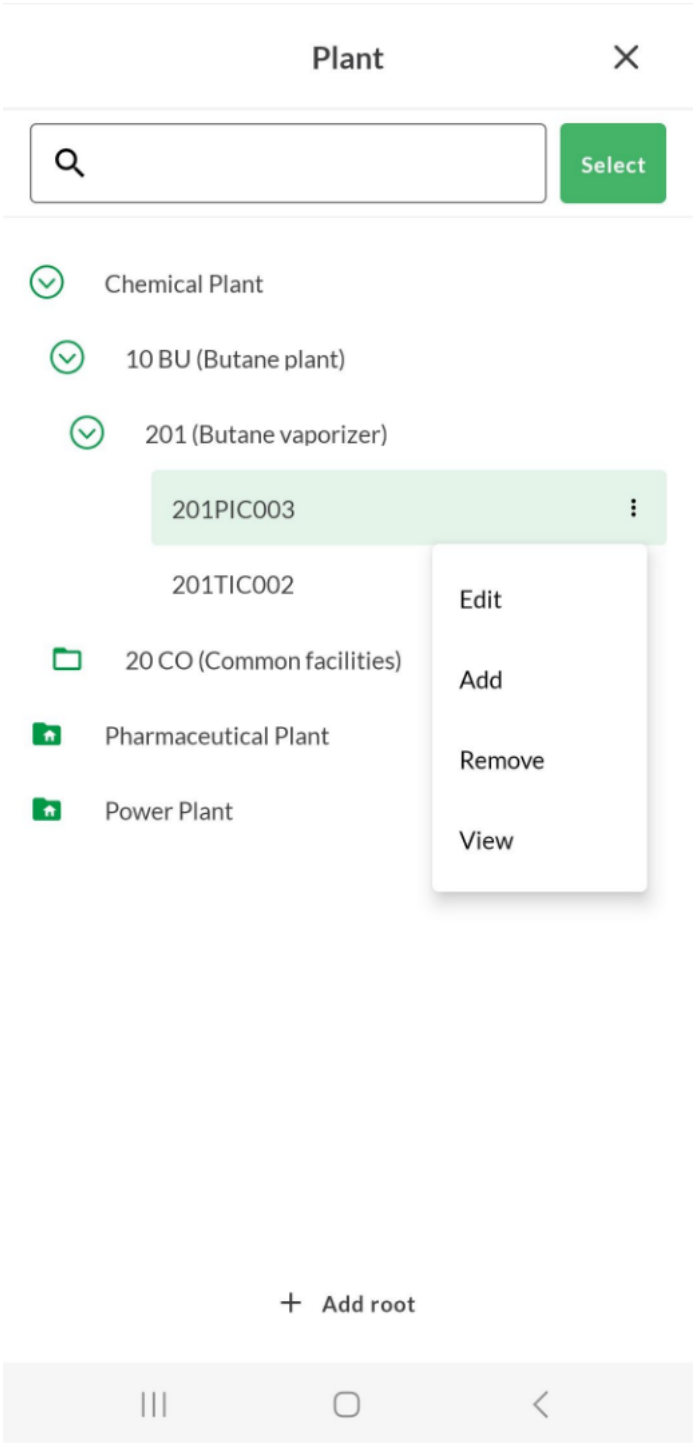 Plant
Select
Chemical Plant
10 BU (Butane plant)
201 (Butane vaporizer)
201PIC003
201TIC002
Edit
20 CO (Common facilities)
Add
Pharmaceutical Plant
Remove
Power Plant
View
+ Add root